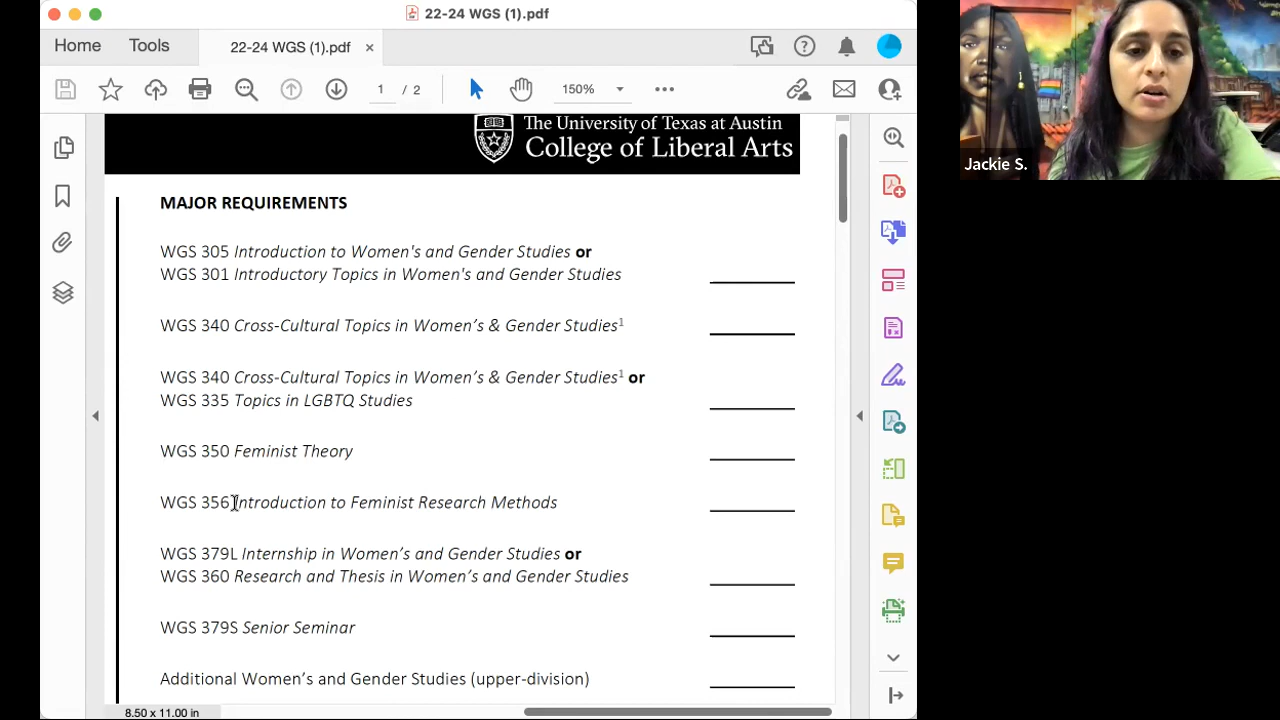 22-24 WGS (1).pdf
Home Tools 22-24 WGS (1).pdf ×
1 / 2 150%
The University of Texas at Austin
College of Liberal Arts
MAJOR REQUIREMENTS
WGS 305 Introduction to Women's and Gender Studies or
WGS 301 Introductory Topics in Women's and Gender Studies
WGS 340 Cross-Cultural Topics in Women’s & Gender Studies¹
WGS 340 Cross-Cultural Topics in Women’s & Gender Studies¹ or
WGS 335 Topics in LGBTQ Studies
WGS 350 Feminist Theory
WGS 356 Introduction to Feminist Research Methods
WGS 379L Internship in Women’s and Gender Studies or
WGS 360 Research and Thesis in Women’s and Gender Studies
WGS 379S Senior Seminar
Additional Women’s and Gender Studies (upper-division)
8.50 x 11.00 in
Jackie S.